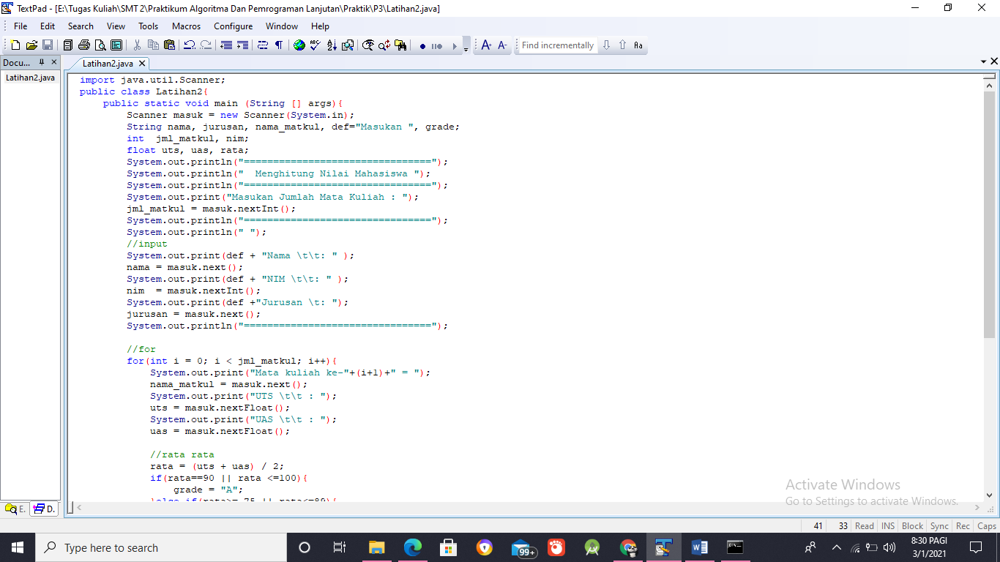 TextPad - [E:\Tugas Kuliah\SMT 2\Praktikum Algoritma Dan Pemrograman Lanjutan\Praktik\P3\Latihan2.java]
File Edit Search View Tools Macros Configure Window Help
Find incrementally
Docu...
Latihan2.java
Latihan2.java
import java.util.Scanner;
public class Latihan2{
    public static void main (String [] args){
        Scanner masuk = new Scanner(System.in);
        String nama, jurusan, nama_matkul, def="Masukan ", grade;
        int  jml_matkul, nim;
        float uts, uas, rata;
        System.out.println("================================");
        System.out.println("  Menghitung Nilai Mahasiswa ");
        System.out.println("================================");
        System.out.print("Masukan Jumlah Mata Kuliah : ");
        jml_matkul = masuk.nextInt();
        System.out.println("================================");
        System.out.println(" ");
        //input
        System.out.print(def + "Nama \t\t: " );
        nama = masuk.next();
        System.out.print(def + "NIM \t\t: " );
        nim  = masuk.nextInt();
        System.out.print(def +"Jurusan \t: ");
        jurusan = masuk.next();
        System.out.println("================================");
        //for
        for(int i = 0; i < jml_matkul; i++){
            System.out.print("Mata kuliah ke-"+(i+1)+" = ");
            nama_matkul = masuk.next();
            System.out.print("UTS \t\t : ");
            uts = masuk.nextFloat();
            System.out.print("UAS \t\t : ");
            uas = masuk.nextFloat();
            //rata rata
            rata = (uts + uas) / 2;
            if(rata==90 || rata <=100){
                grade = "A";
            }else if(rata>= 75 || rata<=89){
Activate Windows
Go to Settings to activate Windows.
E. D.
41 33 Read INS Block Sync Rec Caps
Type here to search
99+
8:30 PAGI
3/1/2021